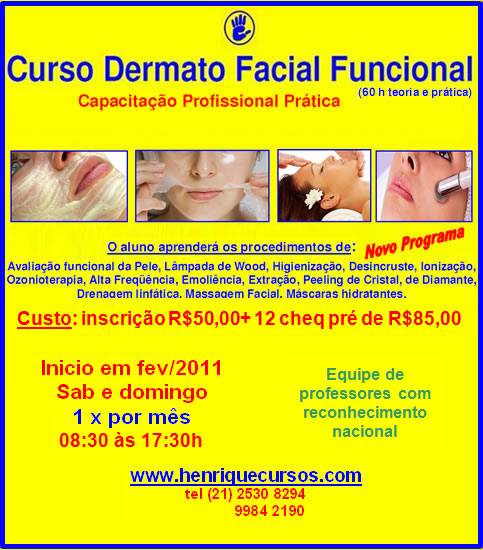 Curso Dermato Facial Funcional
(60 h teoria e prática)
Capacitação Profissional Prática
O aluno aprenderá os procedimentos de:
Novo Programa
Avaliação funcional da Pele, Lâmpada de Wood, Higienização, Desincruste, Ionização,
Ozonioterapia, Alta Freqüência, Emoliência, Extração, Peeling de Cristal, de Diamante,
Drenagem linfática. Massagem Facial. Máscaras hidratantes.
Custo: inscrição R$50,00+ 12 cheq pré de R$85,00
Inicio em fev/2011
Sab e domingo
1 x por mês
08:30 às 17:30h
Equipe de
professores com
reconhecimento
nacional
www.henriquecursos.com
tel (21) 2530 8294
9984 2190